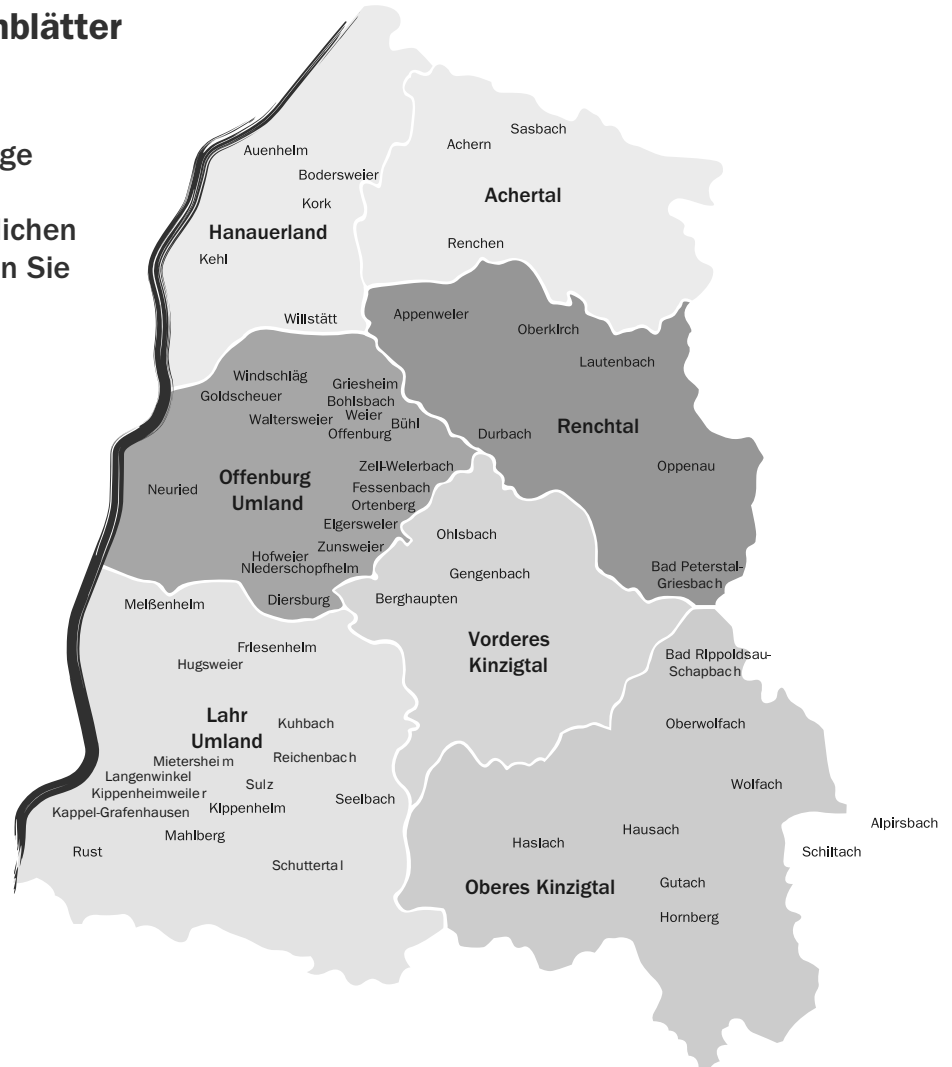 nblätter
ge
lichen
n Sie
Sasbach
Achern
Auenheim
Bodersweier
Achertal
Kork
Hanauerland
Renchen
Kehl
Appenweier
Willstätt
Oberkirch
Lautenbach
Windschläg
Griesheim
Goldscheuer
Bohlsbach
Waltersweier
Weier
Bühl
Offenburg
Durbach
Renchtal
Zell-Weierbach
Oppenau
Offenburg
Umland
Neuried
Fessenbach
Ortenberg
Elgersweier
Ohlsbach
Zunsweier
Hofweier
Niederschopfheim
Gengenbach
Bad Peterstal-
Griesbach
Diersburg
Berghaupten
Meißenheim
Vorderes
Kinzigtal
Friesenheim
Hugsweier
Bad Rippoldsau-
Schapbach
Lahr
Umland
Kuhbach
Oberwolfach
Mietersheim
Reichenbach
Langenwinkel
Sulz
Wolfach
Kippenheimweiler
Seelbach
Kappel-Grafenhausen
Kippenheim
Alpirsbach
Mahlberg
Hausach
Haslach
Rust
Schiltach
Schuttertal
Oberes Kinzigtal
Gutach
Hornberg